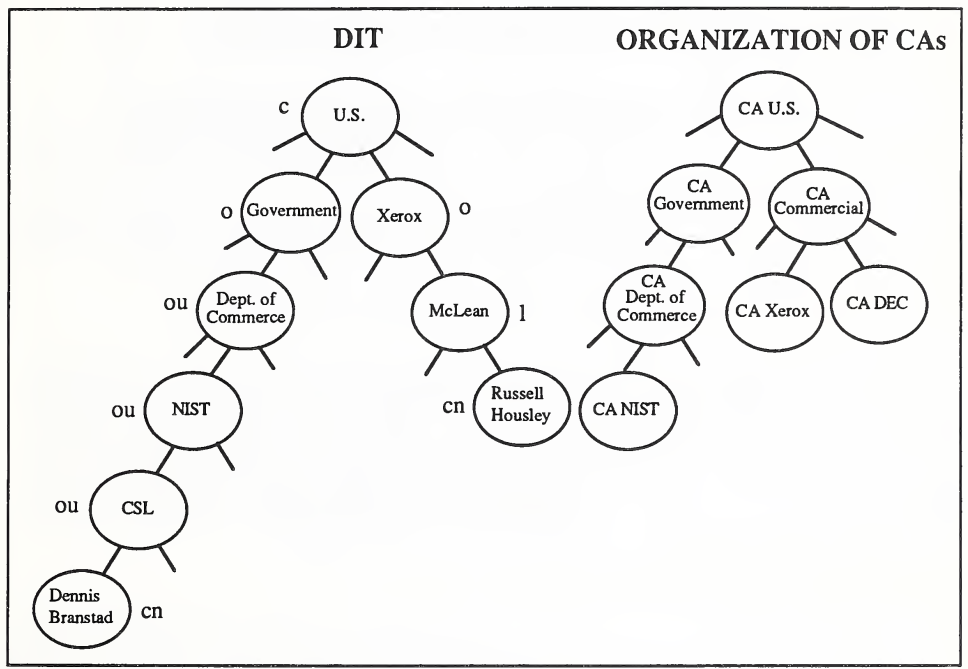 DIT
ORGANIZATION OF CAs
c
U.S.
CA U.S.
o
Government
Xerox
o
CA
Government
CA
Commercial
ou
Dept. of
Commerce
McLean
l
CA
Dept. of
Commerce
CA Xerox
CA DEC
ou
NIST
cn
Russell
Housley
CA NIST
ou
CSL
Dennis
Branstad
cn